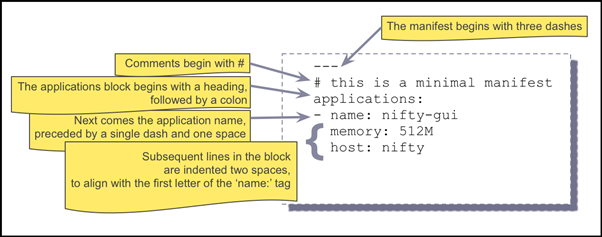 The manifest begins with three dashes
Comments begin with #
The applications block begins with a heading,
followed by a colon
Next comes the application name,
preceded by a single dash and one space
Subsequent lines in the block
are indented two spaces,
to align with the first letter of the ‘name:’ tag
---
# this is a minimal manifest
applications:
- name: nifty-gui
memory: 512M
host: nifty